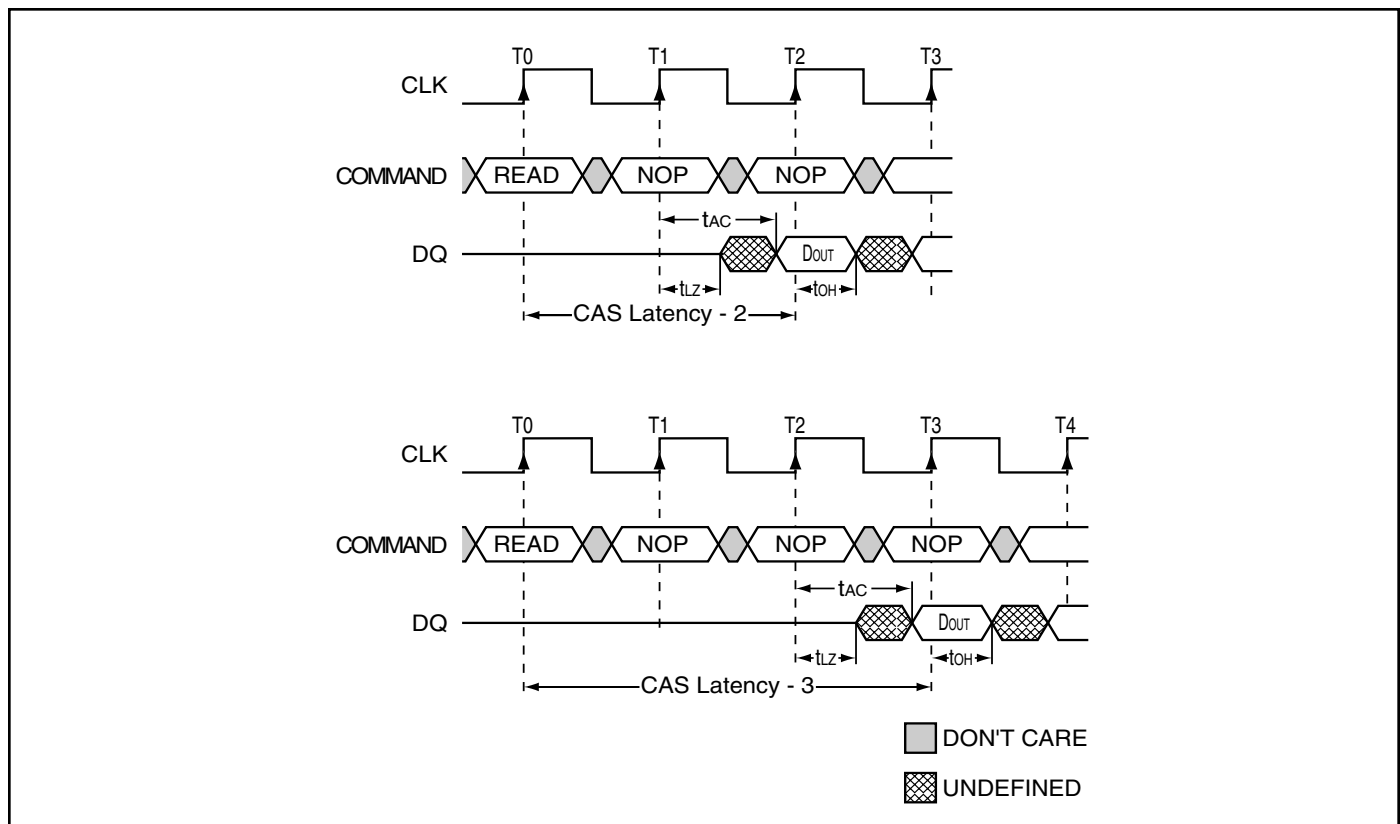 T0 T1 T2 T3
CLK
COMMAND READ NOP NOP
tAC
DQ DOUT
tLZ tOH
CAS Latency - 2
T0 T1 T2 T3 T4
CLK
COMMAND READ NOP NOP NOP
tAC
DQ DOUT
tLZ tOH
CAS Latency - 3
DON'T CARE
UNDEFINED